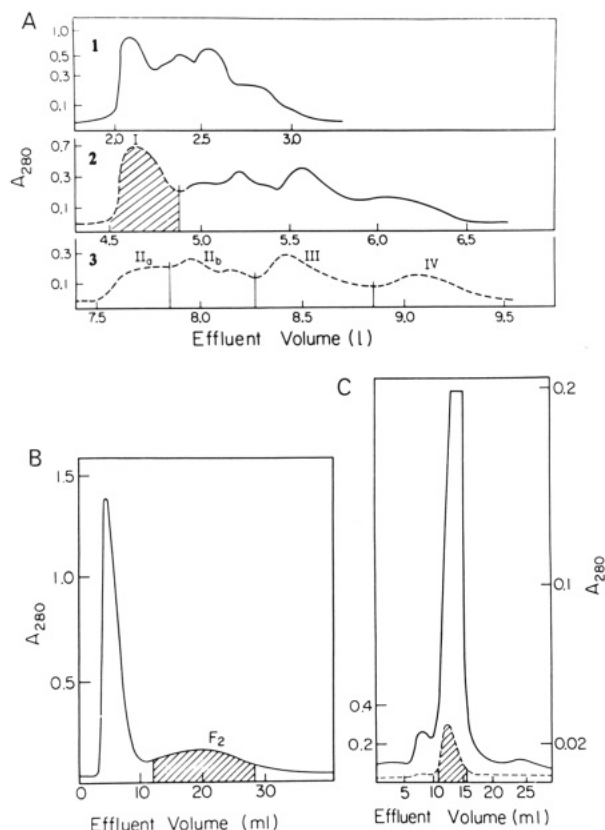 A
1
1.0
0.5
0.3
0.1
2.0 2.5 3.0
A280
2
I
0.7
0.3
0.1
4.5 5.0 5.5 6.0 6.5
3
0.3
0.1
IIa IIb III IV
7.5 8.0 8.5 9.0 9.5
Effluent Volume (l)
B
1.5
1.0
0.5
A280
F2
0 10 20 30
Effluent Volume (ml)
C
0.2
0.1
0.02
A280
0.4
0.2
5 10 15 20 25
Effluent Volume (ml)